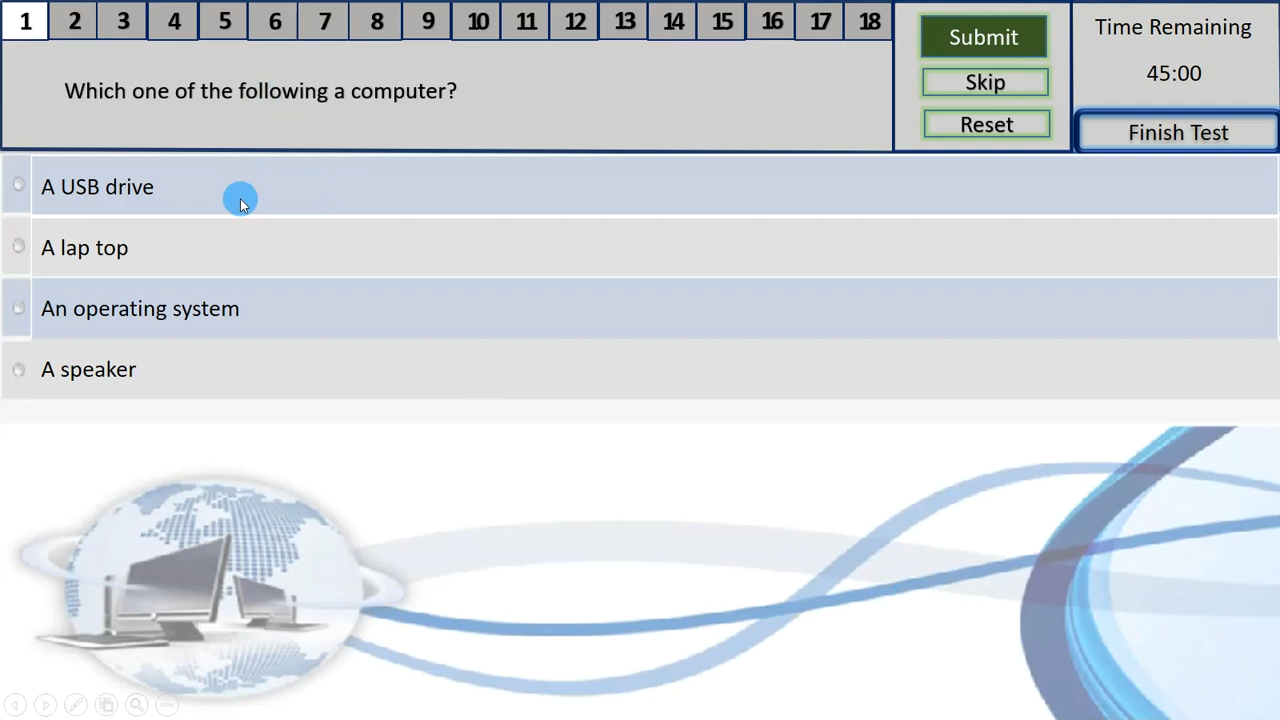 1 2 3 4 5 6 7 8 9 10 11 12 13 14 15 16 17 18
Submit
Skip
Reset
Time Remaining
45:00
Finish Test
Which one of the following a computer?
A USB drive
A lap top
An operating system
A speaker